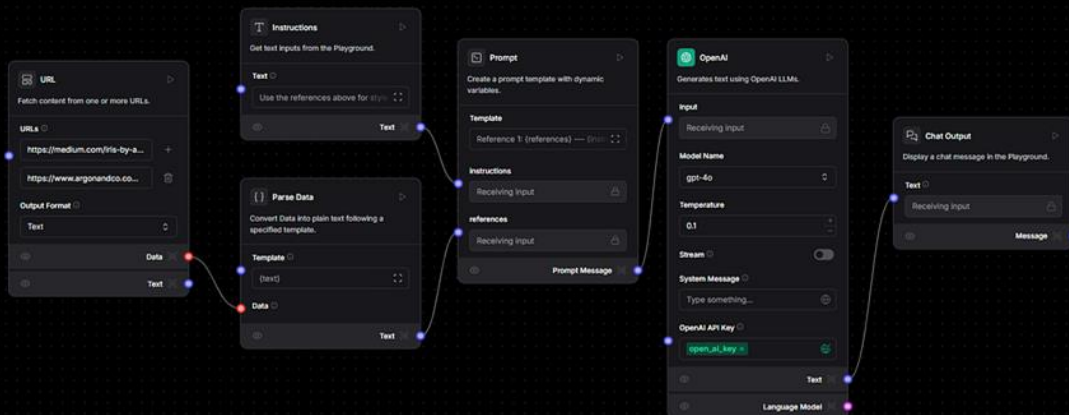 URL
Fetch content from one or more URLs.
URLs
https://medium.com/iris-by-a...
https://www.argonandco.co...
Output Format
Text
Data
Text
Instructions
Get text inputs from the Playground.
Text
Use the references above for style
Text
Parse Data
Convert Data into plain text following a
specified template.
Template
{text}
Data
Text
Prompt
Create a prompt template with dynamic
variables.
Template
Reference 1: {references} ----
instructions
Receiving input
references
Receiving input
Prompt Message
OpenAI
Generates text using OpenAI LLMs.
Input
Receiving input
Model Name
gpt-4o
Temperature
0.1
Stream
System Message
Type something...
OpenAI API Key
open_ai_key ×
Text
Language Model
Chat Output
Display a chat message in the Playground.
Text
Receiving input
Message